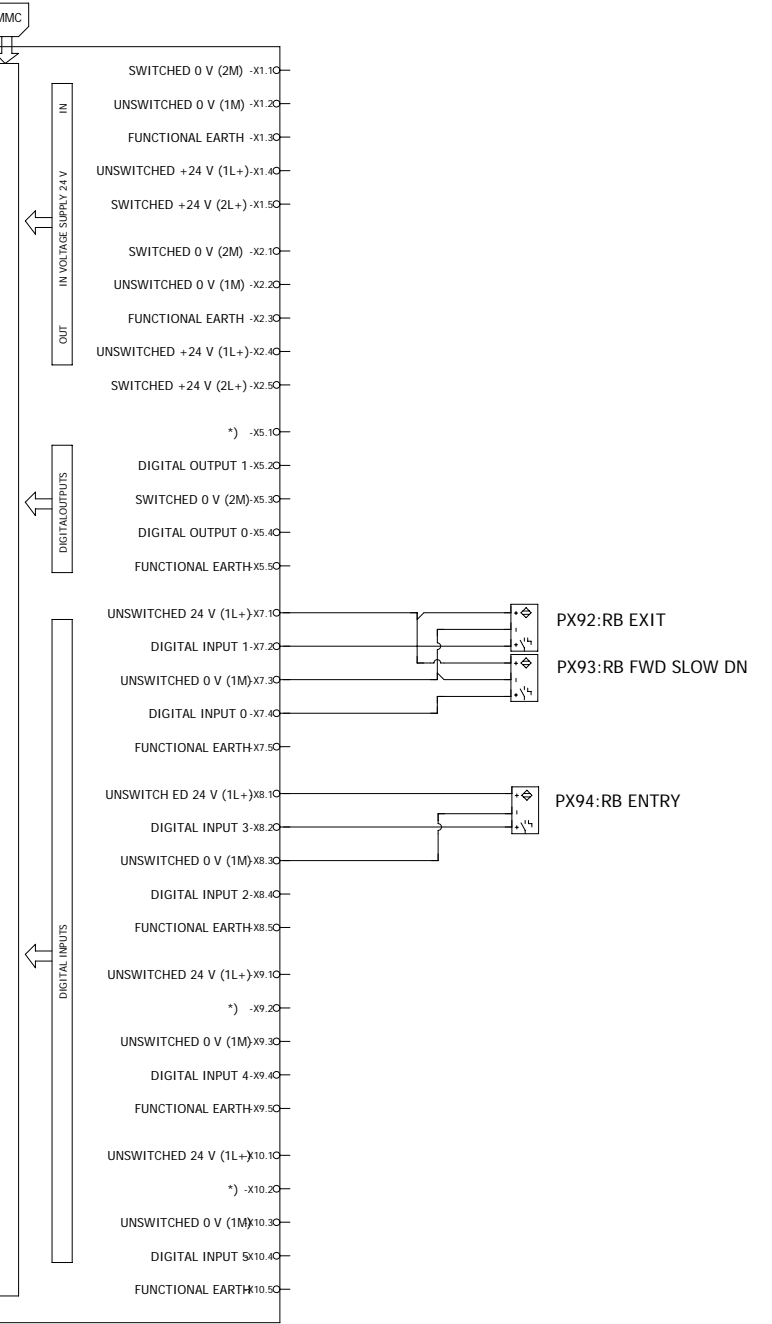 MMC
SWITCHED 0 V (2M) -X1.1
IN
UNSWITCHED 0 V (1M) -X1.2
FUNCTIONAL EARTH -X1.3
UNSWITCHED +24 V (1L+)-X1.4
SWITCHED +24 V (2L+) -X1.5
IN VOLTAGE SUPPLY 24 V
SWITCHED 0 V (2M) -X2.1
UNSWITCHED 0 V (1M) -X2.2
FUNCTIONAL EARTH -X2.3
OUT
UNSWITCHED +24 V (1L+)-X2.4
SWITCHED +24 V (2L+) -X2.5
*) -X5.1
DIGITAL OUTPUT 1-X5.2
SWITCHED 0 V (2M)-X5.3
DIGITALOUTPUTS
DIGITAL OUTPUT 0-X5.4
FUNCTIONAL EARTH-X5.5
UNSWITCHED 24 V (1L+)-X7.1
PX92:RB EXIT
DIGITAL INPUT 1-X7.2
PX93:RB FWD SLOW DN
UNSWITCHED 0 V (1M)-X7.3
DIGITAL INPUT 0-X7.4
FUNCTIONAL EARTH-X7.5
UNSWITCH ED 24 V (1L+)-X8.1
PX94:RB ENTRY
DIGITAL INPUT 3-X8.2
UNSWITCHED 0 V (1M)-X8.3
DIGITAL INPUT 2-X8.4
FUNCTIONAL EARTH-X8.5
DIGITAL INPUTS
UNSWITCHED 24 V (1L+)-X9.1
*) -X9.2
UNSWITCHED 0 V (1M)-X9.3
DIGITAL INPUT 4-X9.4
FUNCTIONAL EARTH-X9.5
UNSWITCHED 24 V (1L+)-X10.1
*) -X10.2
UNSWITCHED 0 V (1M)-X10.3
DIGITAL INPUT 5-X10.4
FUNCTIONAL EARTH-X10.5